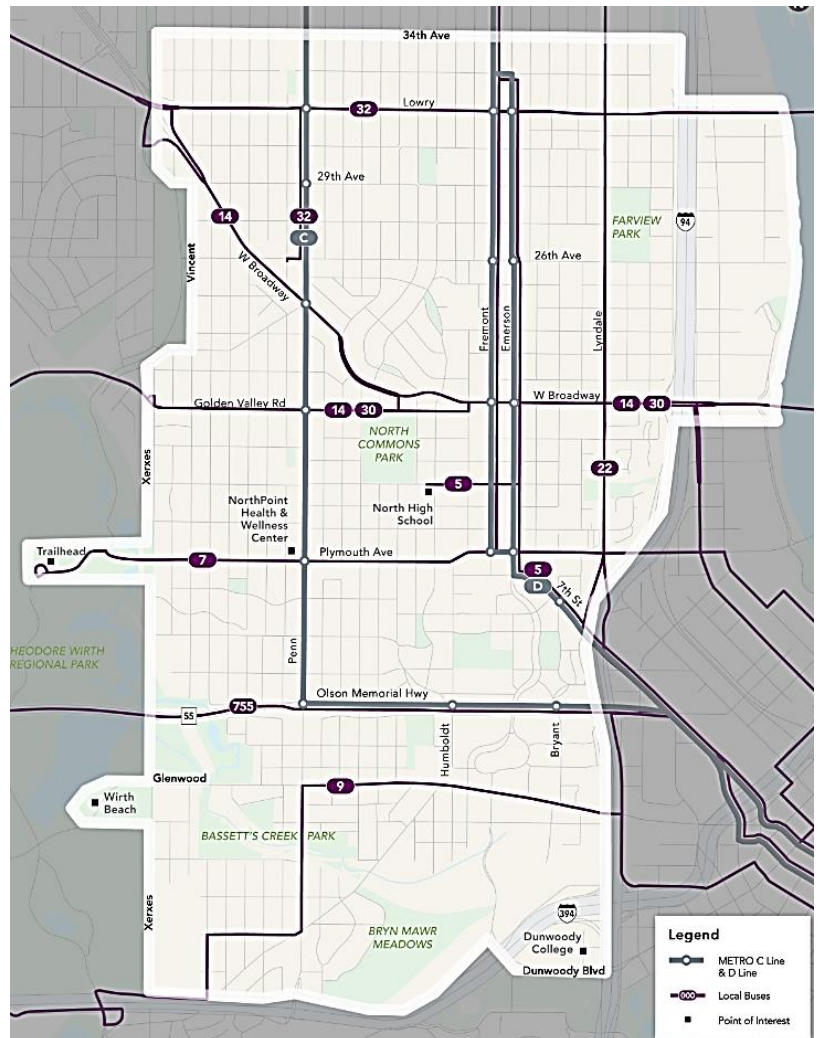 34th Ave
32
Lowry
29th Ave
14
32
C
FARVIEW
PARK
94
Vincent
W Broadway
26th Ave
Fremont
Emerson
Lyndale
Golden Valley Rd
14
30
W Broadway
14
30
NORTH
COMMONS
PARK
Xerxes
22
5
NorthPoint
Health &
Wellness
Center
North High
School
Trailhead
7
Plymouth Ave
5
D
7th St
HEODORE WIRTH
REGIONAL PARK
Penn
Olson Memorial Hwy
755
55
Humboldt
Bryant
Glenwood
9
Wirth
Beach
BASSETT'S CREEK PARK
Xerxes
394
BRYN MAWR
MEADOWS
Dunwoody
College
Dunwoody Blvd
Legend
METRO C Line
& D Line
000
Local Buses
Point of Interest